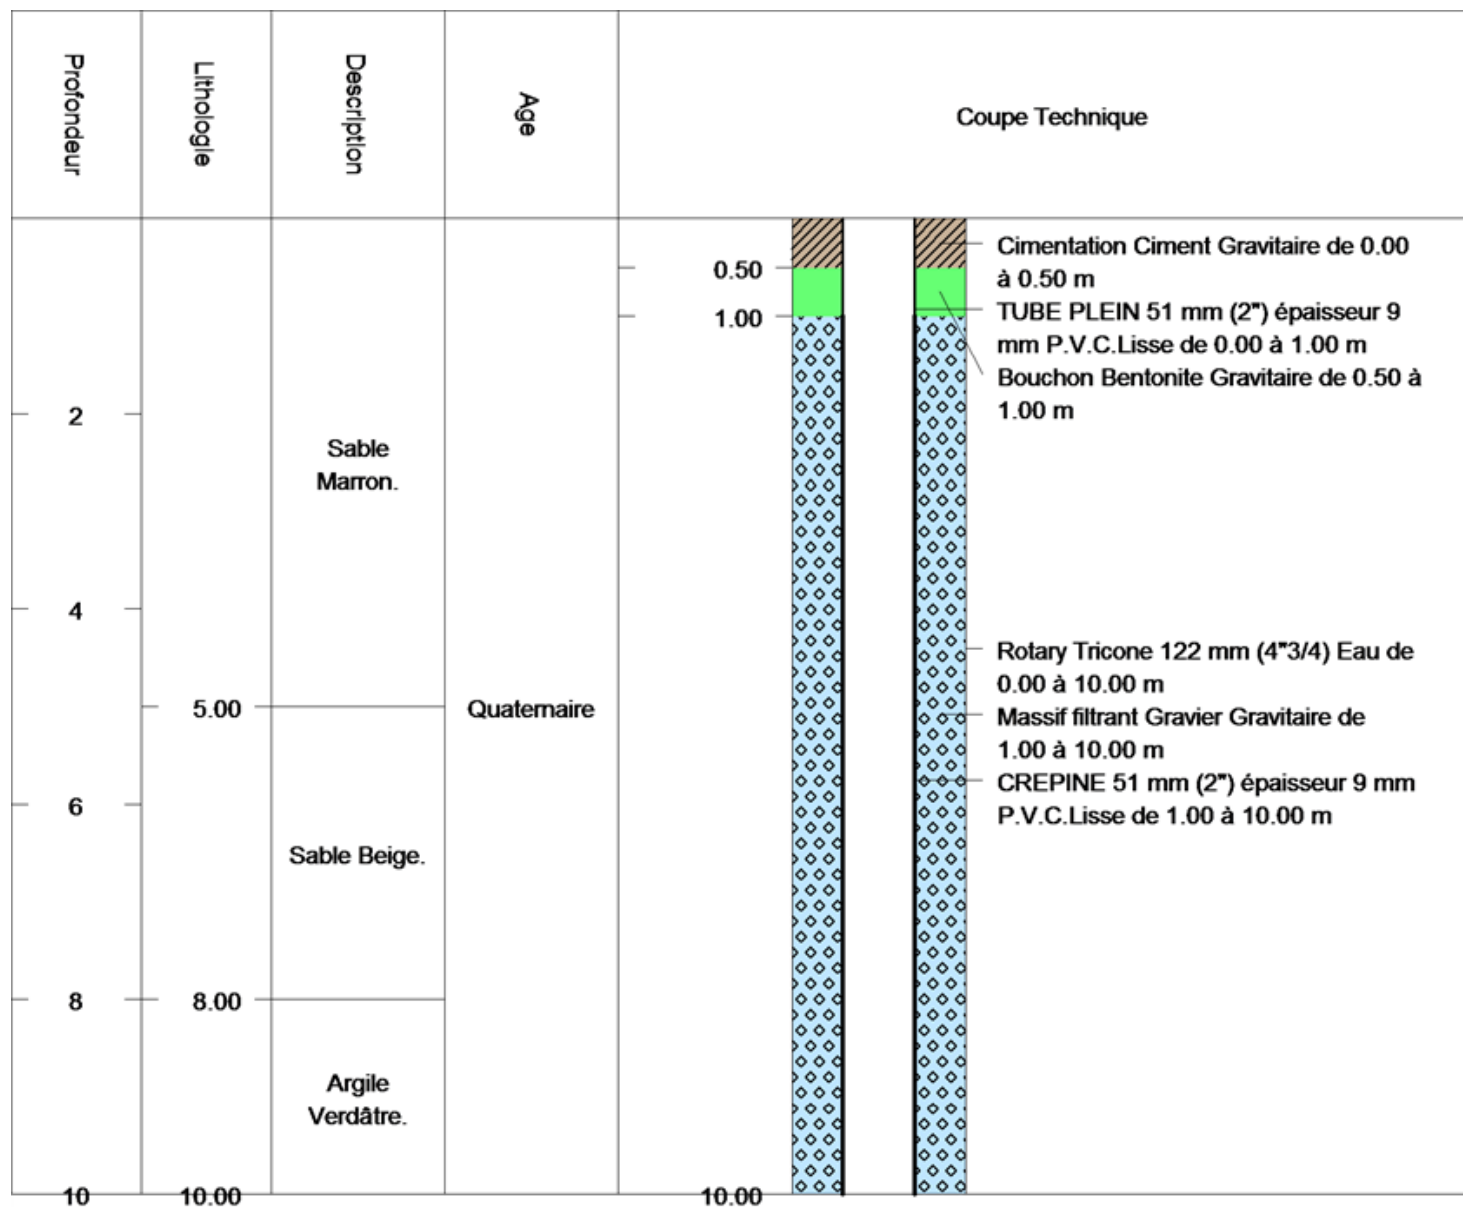 Profondeur
Lithologie
Description
Age
Coupe Technique
0.50
1.00
Cimentation Ciment Gravitaire de 0.00
à 0.50 m
TUBE PLEIN 51 mm (2") épaisseur 9
mm P.V.C.Lisse de 0.00 à 1.00 m
Bouchon Bentonite Gravitaire de 0.50 à
1.00 m
2
Sable
Marron.
4
Rotary Tricone 122 mm (4"3/4) Eau de
0.00 à 10.00 m
5.00
Quaternaire
Massif filtrant Gravier Gravitaire de
1.00 à 10.00 m
CREPINE 51 mm (2") épaisseur 9 mm
P.V.C.Lisse de 1.00 à 10.00 m
6
Sable Beige.
8
8.00
Argile
Verdâtre.
10
10.00
10.00